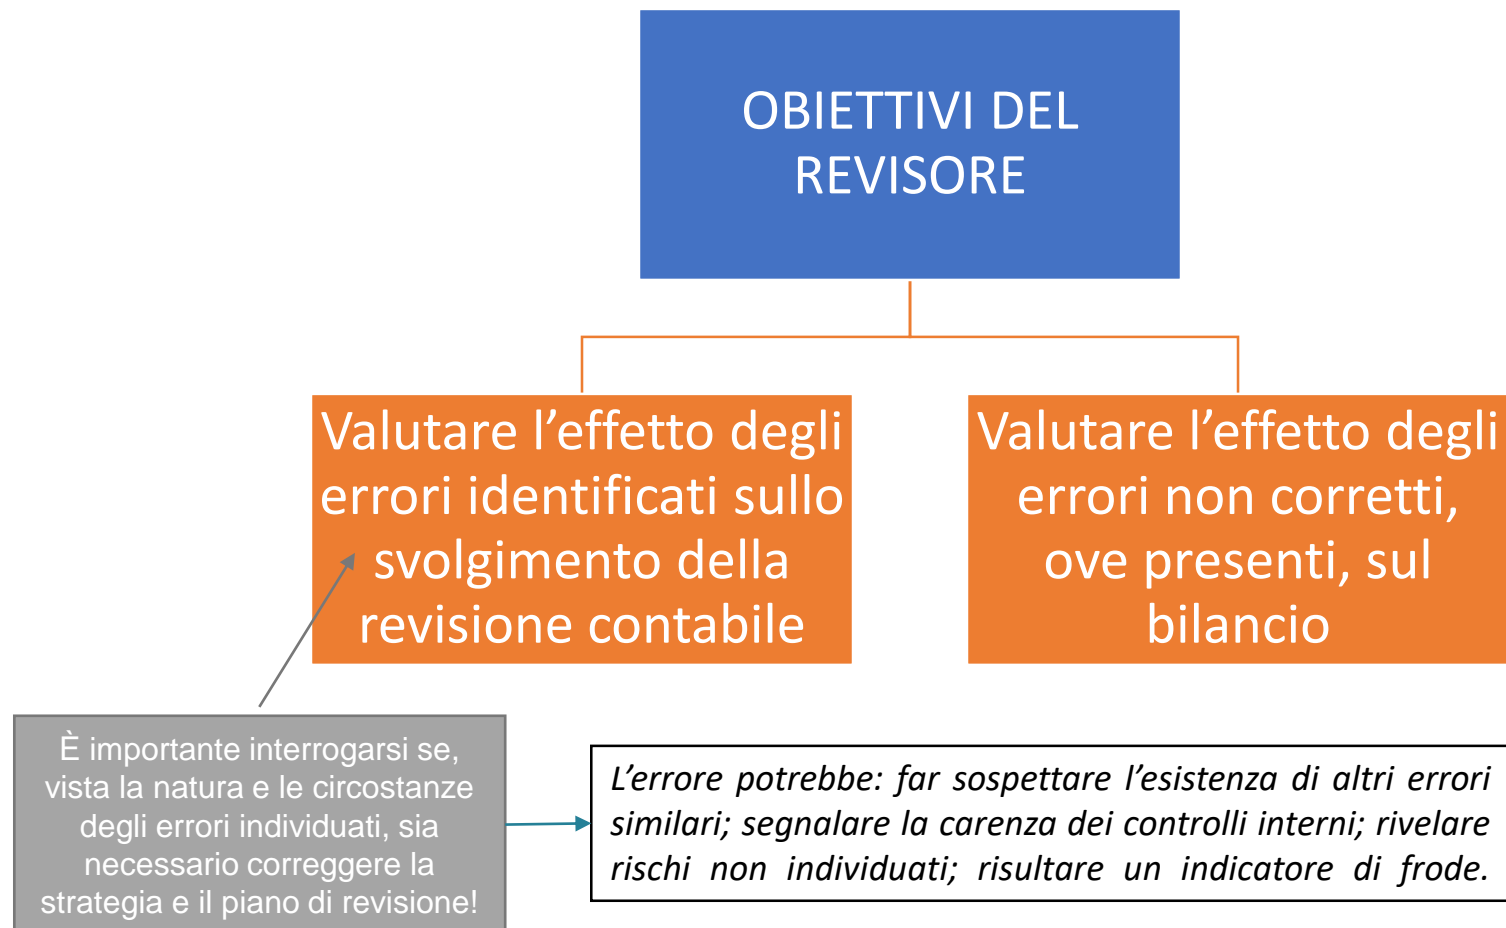 OBIETTIVI DEL
REVISORE
Valutare l’effetto degli
errori identificati sullo
svolgimento della
revisione contabile
Valutare l’effetto degli
errori non corretti,
ove presenti, sul
bilancio
È importante interrogarsi se,
vista la natura e le circostanze
degli errori individuati, sia
necessario correggere la
strategia e il piano di revisione!
L’errore potrebbe: far sospettare l’esistenza di altri errori
similari; segnalare la carenza dei controlli interni; rivelare
rischi non individuati; risultare un indicatore di frode.